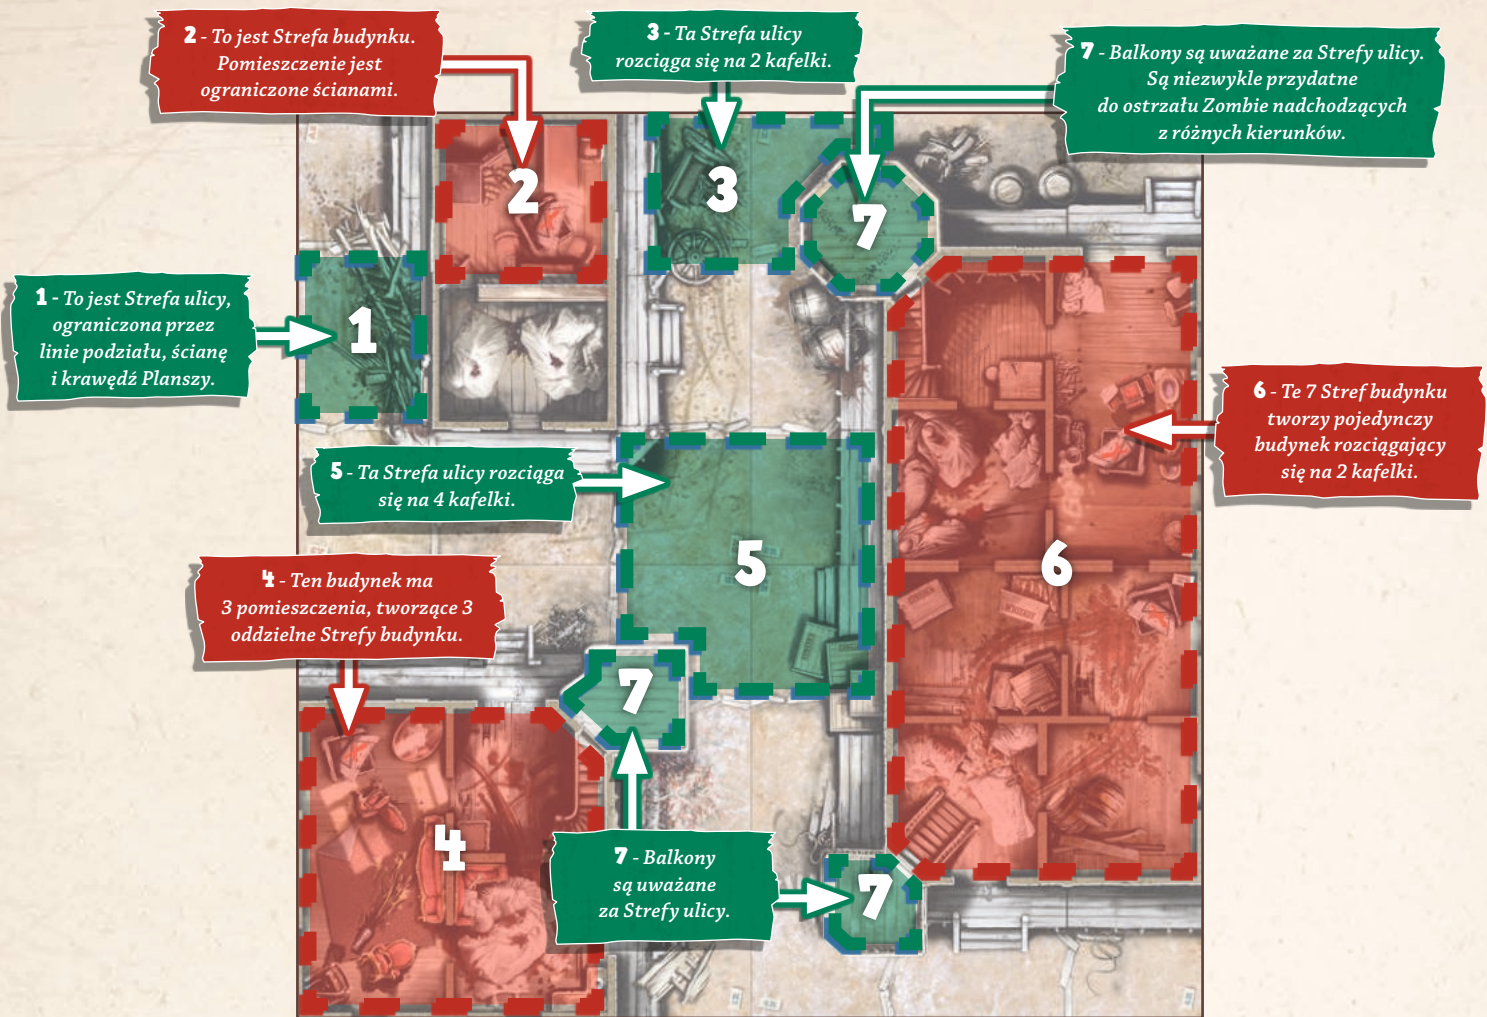 2 - To jest Strefa budynku.
Pomieszczenie jest
ograniczone ścianami.
3 - Ta Strefa ulicy
rozciąga się na 2 kafelki.
7 - Balkony są uważane za Strefy ulicy.
Są niezwykle przydatne
do ostrzału Zombie nadchodzących
z różnych kierunków.
2
3
7
1 - To jest Strefa ulicy,
ograniczona przez
linie podziału, ścianę
i krawędź Planszy.
1
6 - Te 7 Stref budynku
tworzy pojedynczy
budynek rozciągający
się na 2 kafelki.
5 - Ta Strefa ulicy rozciąga
się na 4 kafelki.
5
6
4 - Ten budynek ma
3 pomieszczenia, tworzące 3
oddzielne Strefy budynku.
7
4
7 - Balkony
są uważane
za Strefy ulicy.
7